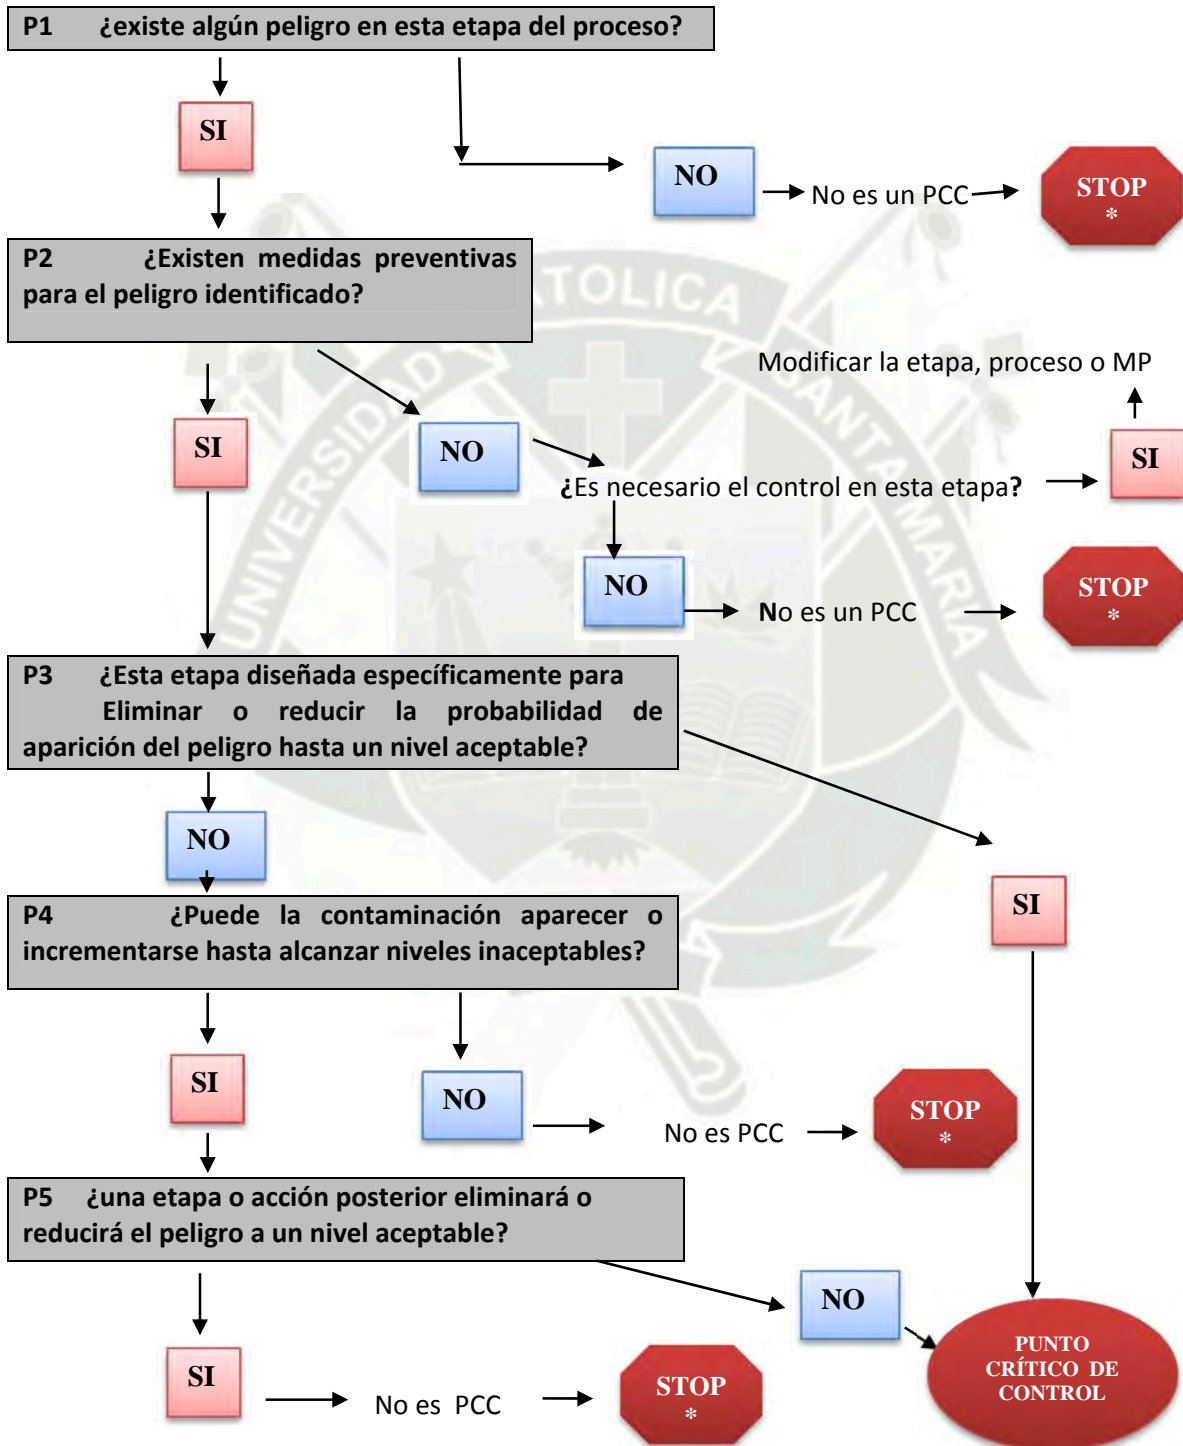 P1 ¿existe algún peligro en esta etapa del proceso?
SI
NO
No es un PCC
STOP
*
P2 ¿Existen medidas preventivas
para el peligro identificado?
Modificar la etapa, proceso o MP
SI
NO
SI
¿Es necesario el control en esta etapa?
NO
No es un PCC
STOP
*
P3 ¿Esta etapa diseñada específicamente para
Eliminar o reducir la probabilidad de
aparición del peligro hasta un nivel aceptable?
NO
SI
P4 ¿Puede la contaminación aparecer o
incrementarse hasta alcanzar niveles inaceptables?
SI
NO
No es PCC
STOP
*
P5 ¿una etapa o acción posterior eliminará o
reducirá el peligro a un nivel aceptable?
NO
SI
No es PCC
STOP
*
PUNTO
CRÍTICO DE
CONTROL
UNIVERSIDAD CATOLICA SANTA MARIA